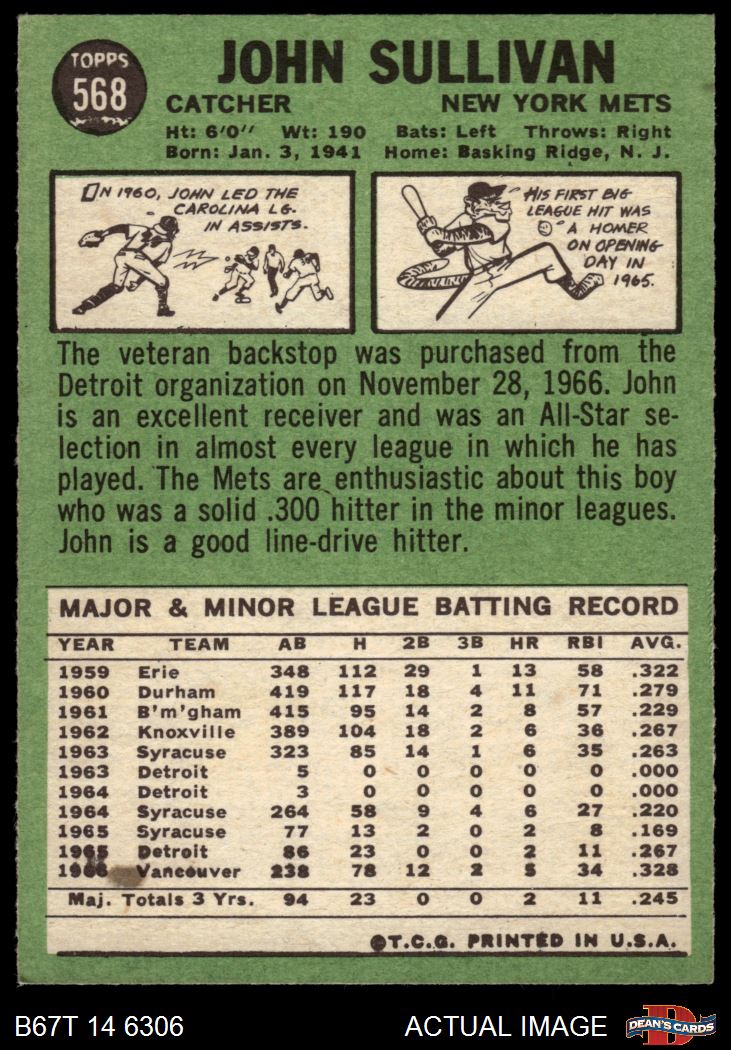 TOPPS
568
JOHN SULLIVAN
CATCHER NEW YORK METS
Ht: 6'0" Wt: 190 Bats: Left Throws: Right
Born: Jan. 3, 1941 Home: Basking Ridge, N. J.
IN 1960, JOHN LED THE
CAROLINA LG.
IN ASSISTS.
HIS FIRST BIG
LEAGUE HIT WAS
A HOMER
ON OPENING
DAY IN
1965.
The veteran backstop was purchased from the
Detroit organization on November 28, 1966. John
is an excellent receiver and was an All-Star se-
lection in almost every league in which he has
played. The Mets are enthusiastic about this boy
who was a solid .300 hitter in the minor leagues.
John is a good line-drive hitter.
MAJOR & MINOR LEAGUE BATTING RECORD
YEAR TEAM AB H 2B 3B HR RBI AVG.
1959 Erie 348 112 29 1 13 58 .322
1960 Durham 419 117 18 4 11 71 .279
1961 B'm'gham 415 95 14 2 8 57 .229
1962 Knoxville 389 104 18 2 6 36 .267
1963 Syracuse 323 85 14 1 6 35 .263
1963 Detroit 5 0 0 0 0 0 .000
1964 Detroit 3 0 0 0 0 0 .000
1964 Syracuse 264 58 9 4 6 27 .220
1965 Syracuse 77 13 2 0 2 8 .169
1965 Detroit 86 23 0 0 2 11 .267
1966 Vancouver 238 78 12 2 5 34 .328
Maj. Totals 3 Yrs. 94 23 0 0 2 11 .245
©T.C.G. PRINTED IN U.S.A.
B67T 14 6306 ACTUAL IMAGE
D
DEAN'S CARDS